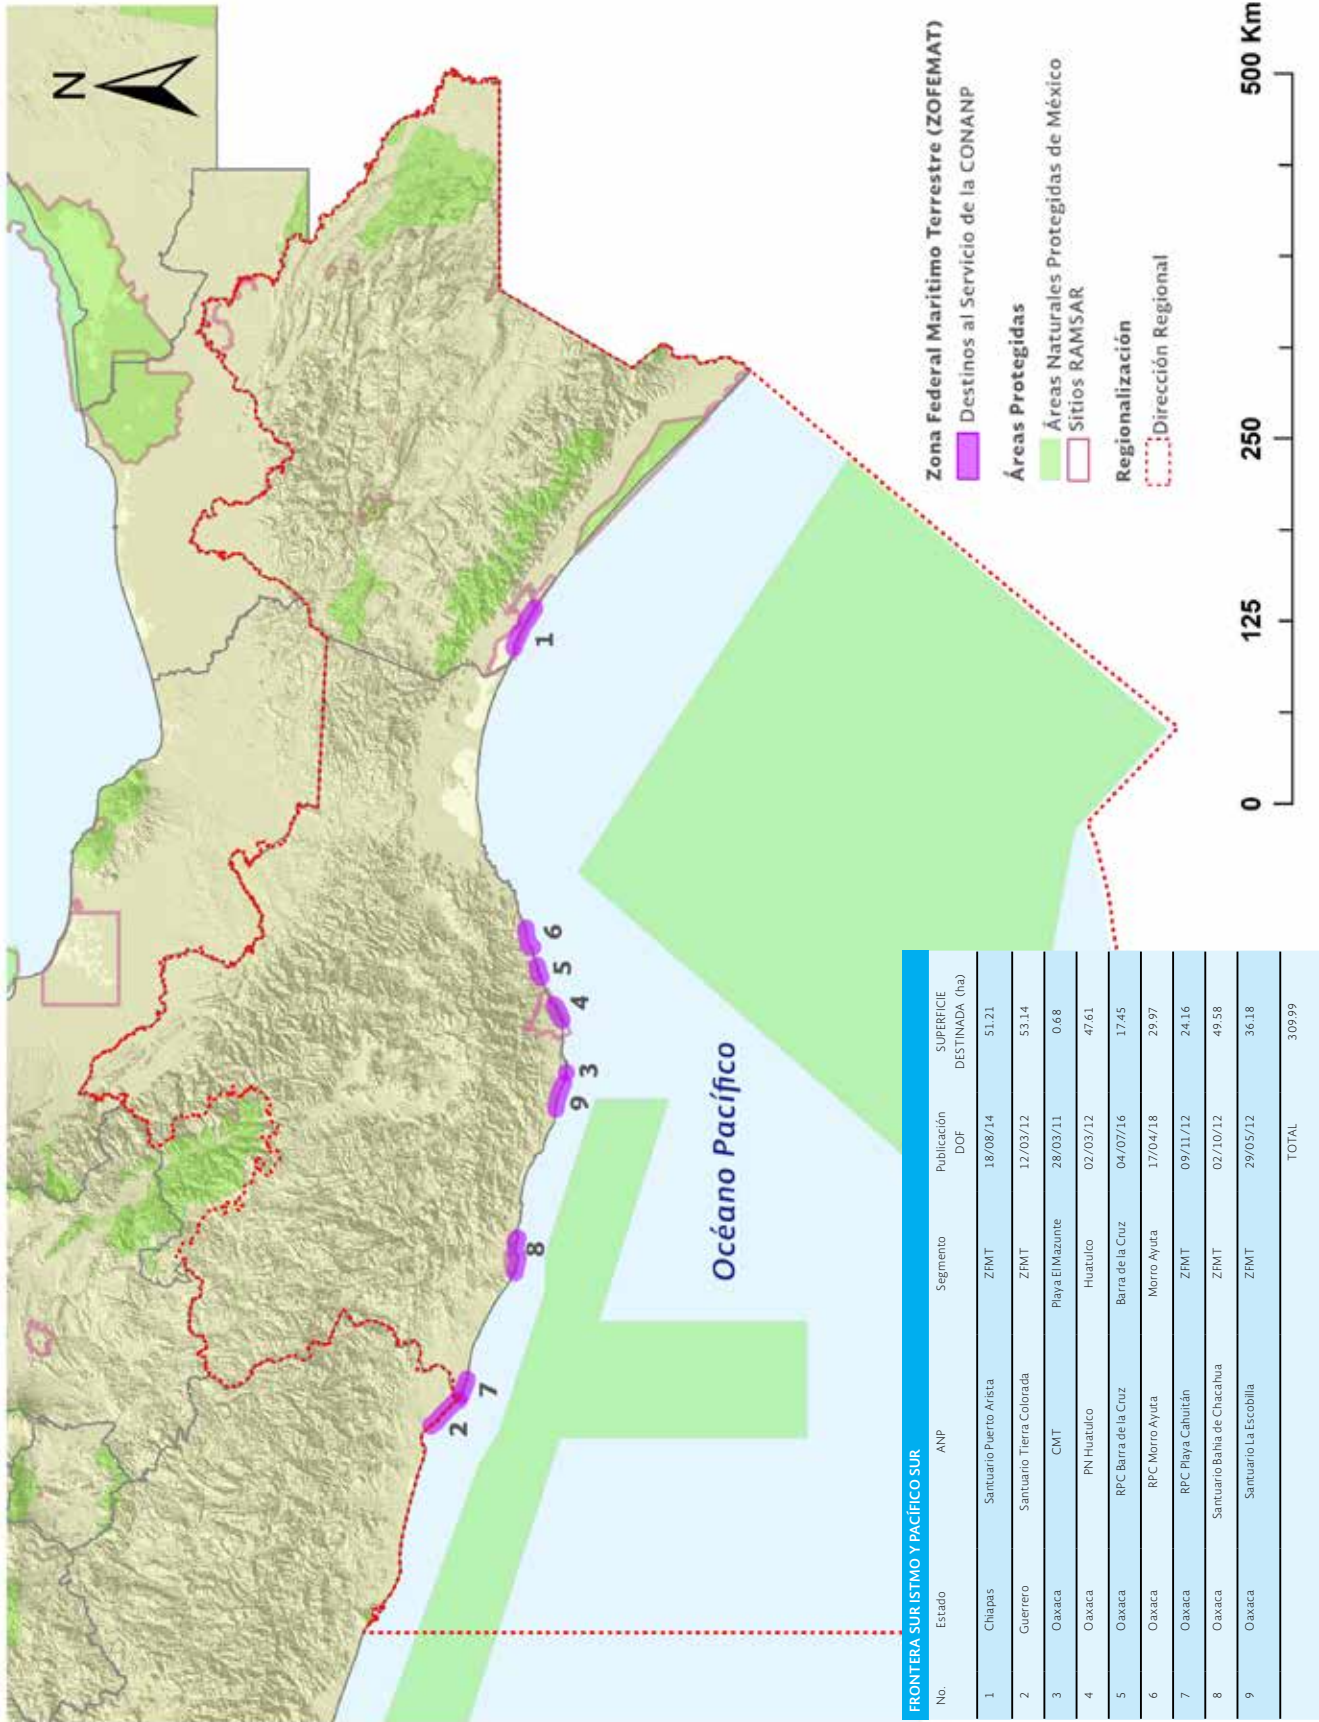 N
1
2
3
4
5
6
7
8
9
Océano Pacífico
Zona Federal Marítimo Terrestre (ZOFEMAT)
Destinos al Servicio de la CONANP
Áreas Protegidas
Áreas Naturales Protegidas de México
Sitios RAMSAR
Regionalización
Dirección Regional
0 125 250 500 Km
FRONTERA SUR ISTMO Y PACÍFICO SUR
No. Estado ANP Segmento Publicación DOF SUPERFICIE DESTINADA (ha)
1 Chiapas Santuario Puerto Arista ZFMT 18/08/14 51.21
2 Guerrero Santuario Tierra Colorada ZFMT 12/03/12 53.14
3 Oaxaca CMT Playa El Mazunte 28/03/11 0.68
4 Oaxaca PN Huatulco Huatulco 02/03/12 47.61
5 Oaxaca RPC Barra de la Cruz Barra de la Cruz 04/07/16 17.45
6 Oaxaca RPC Morro Ayuta Morro Ayuta 17/04/18 29.97
7 Oaxaca RPC Playa Cahuitán ZFMT 09/11/12 24.16
8 Oaxaca Santuario Bahía de Chacahua ZFMT 02/10/12 49.58
9 Oaxaca Santuario La Escobilla ZFMT 29/05/12 36.18
TOTAL 309.99